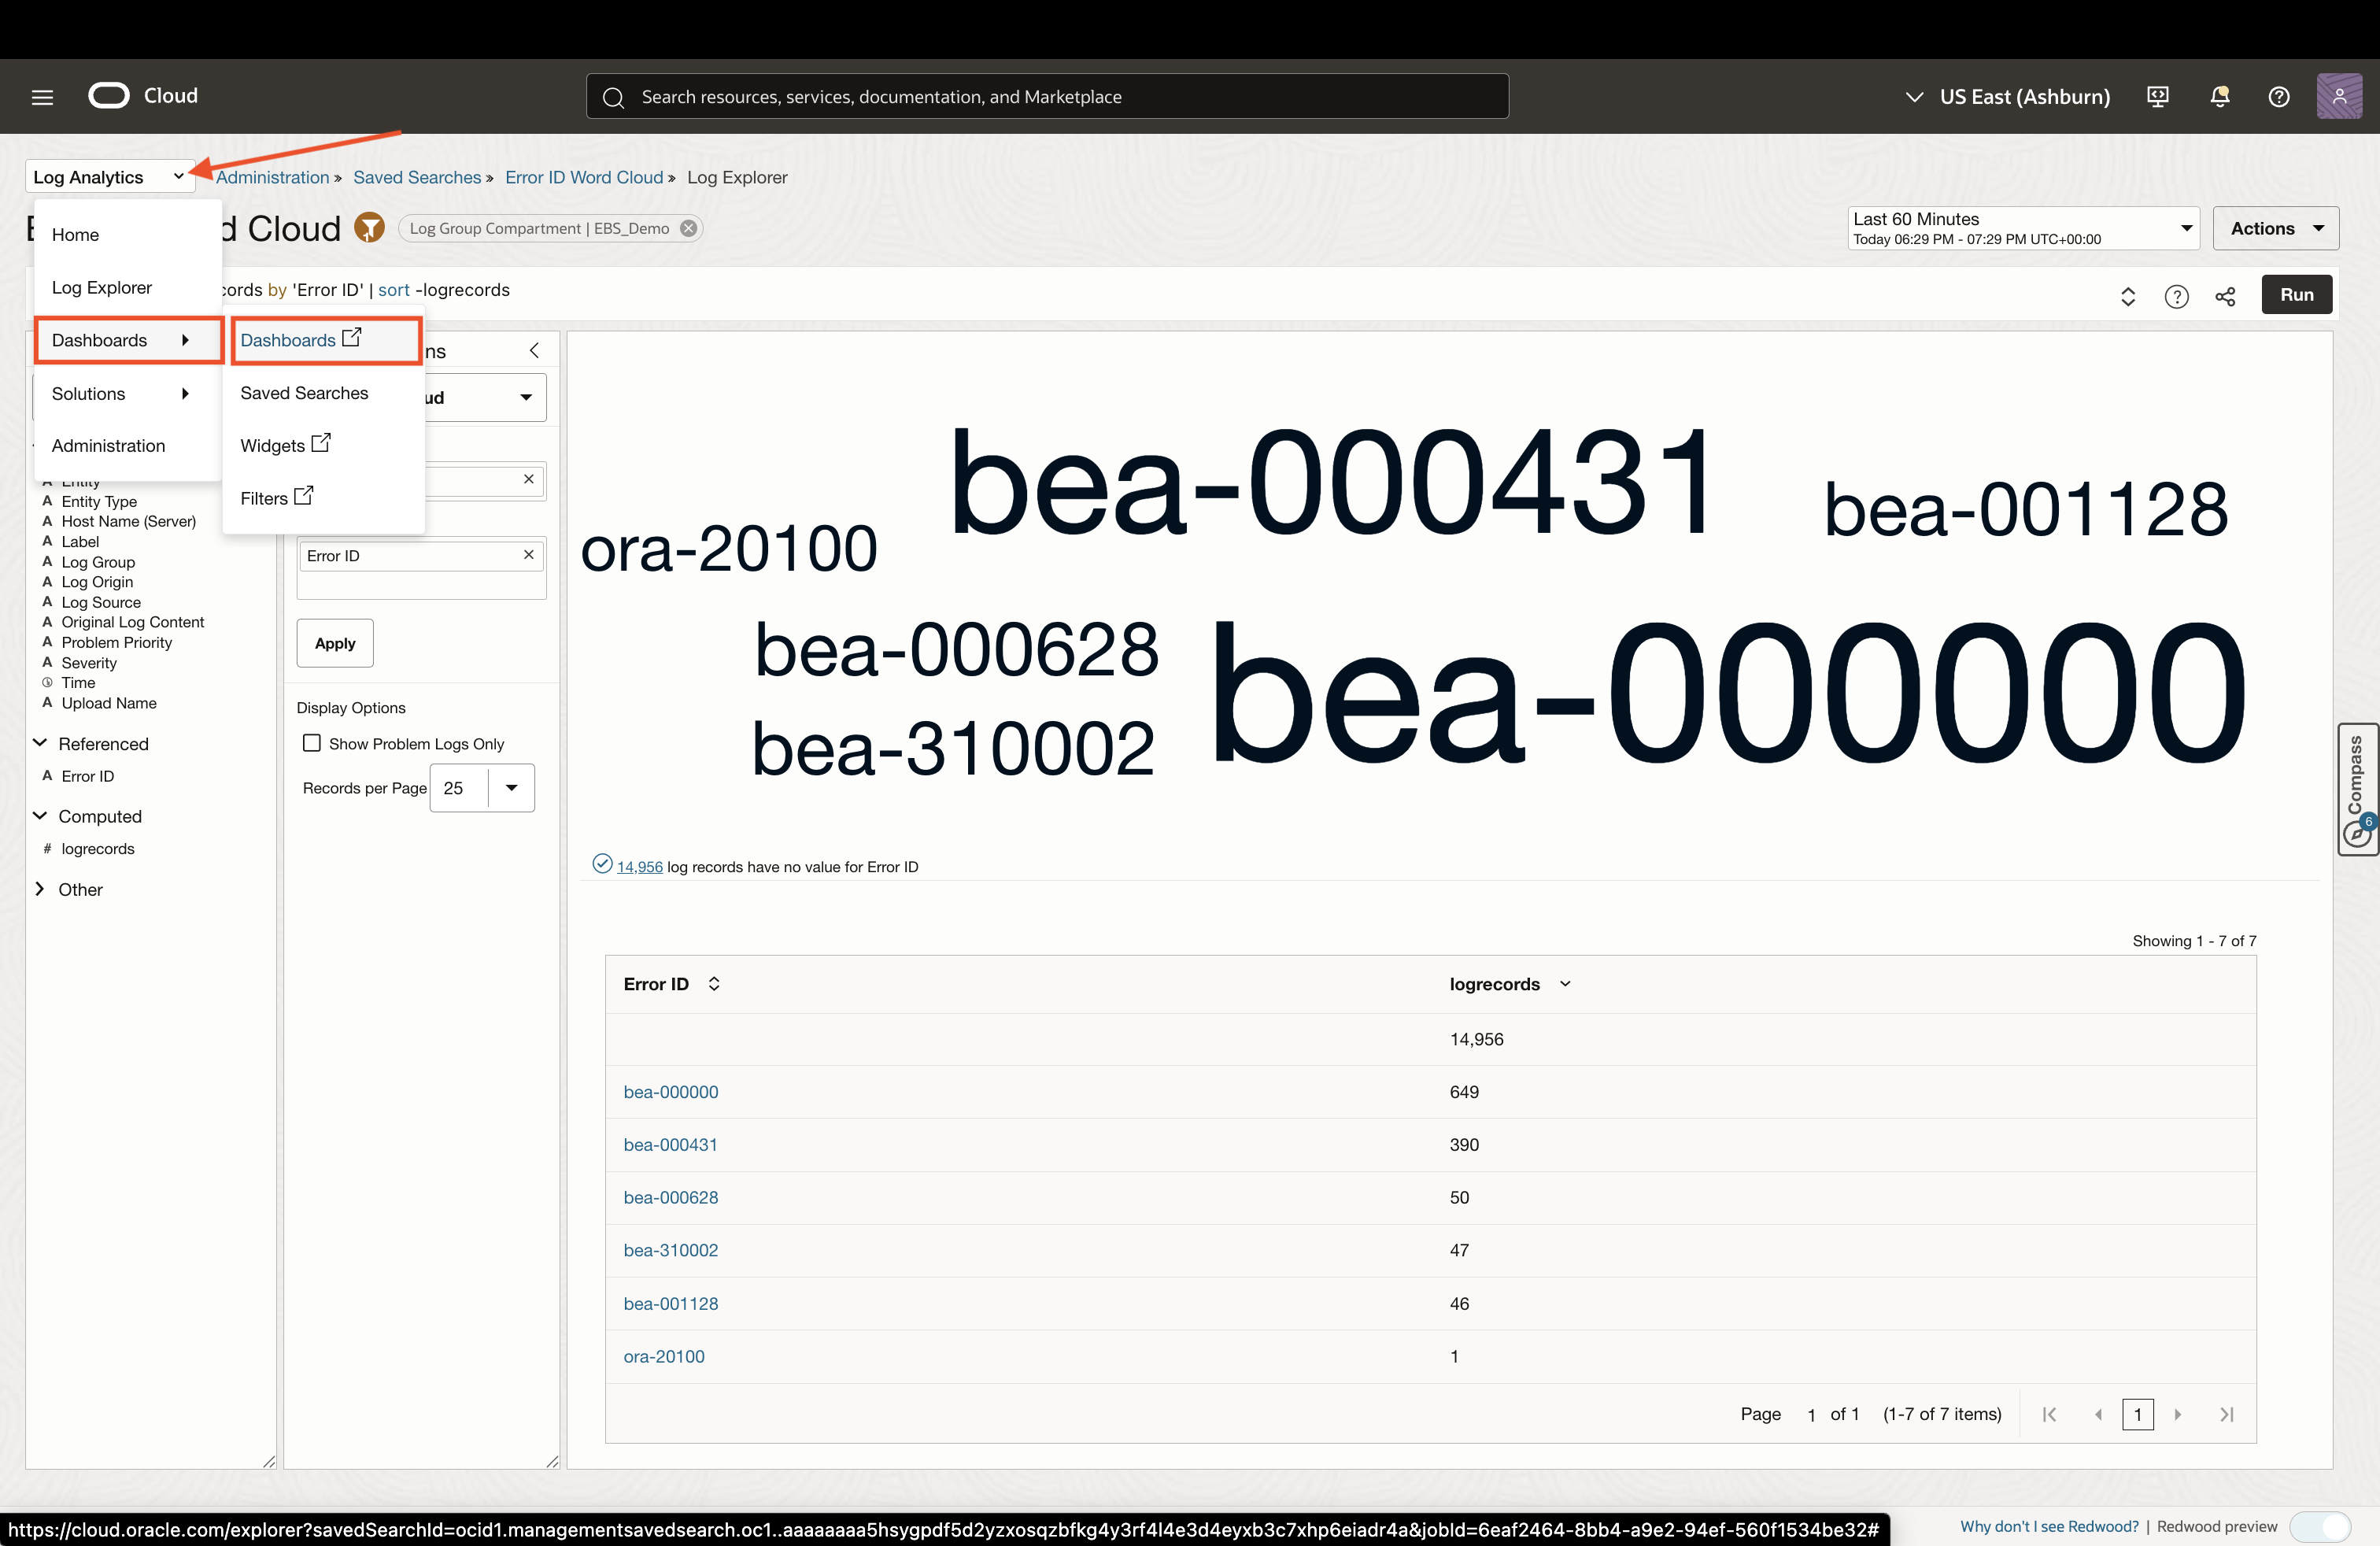 Cloud
Search resources, services, documentation, and Marketplace
US East (Ashburn)
Log Analytics
Administration » Saved Searches » Error ID Word Cloud » Log Explorer
d Cloud
Log Group Compartment | EBS_Demo
Last 60 Minutes
Today 06:29 PM - 07:29 PM UTC+00:00
Actions
Home
Log Explorer
Dashboards
Solutions
Administration
cords by 'Error ID' | sort -logrecords
Run
Dashboards
Saved Searches
Widgets
Filters
ns
ud
Entity
Entity Type
Host Name (Server)
Label
Log Group
Log Origin
Log Source
Original Log Content
Problem Priority
Severity
Time
Upload Name
Referenced
Error ID
Computed
# logrecords
Other
Error ID
Apply
Display Options
Show Problem Logs Only
Records per Page 25
bea-000431
bea-001128
ora-20100
bea-000628
bea-000000
bea-310002
14,956 log records have no value for Error ID
Compass
6
Showing 1 - 7 of 7
Error ID logrecords
14,956
bea-000000 649
bea-000431 390
bea-000628 50
bea-310002 47
bea-001128 46
ora-20100 1
Page 1 of 1 (1-7 of 7 items) 1
https://cloud.oracle.com/explorer?savedSearchId=ocid1.managementsavedsearch.oc1..aaaaaaaa5hsygpdf5d2yzxosqzbfkg4y3rf4l4e3d4eyxb3c7xhp6eiadr4a&jobId=6eaf2464-8bb4-a9e2-94ef-560f1534be32#
Why don't I see Redwood? | Redwood preview